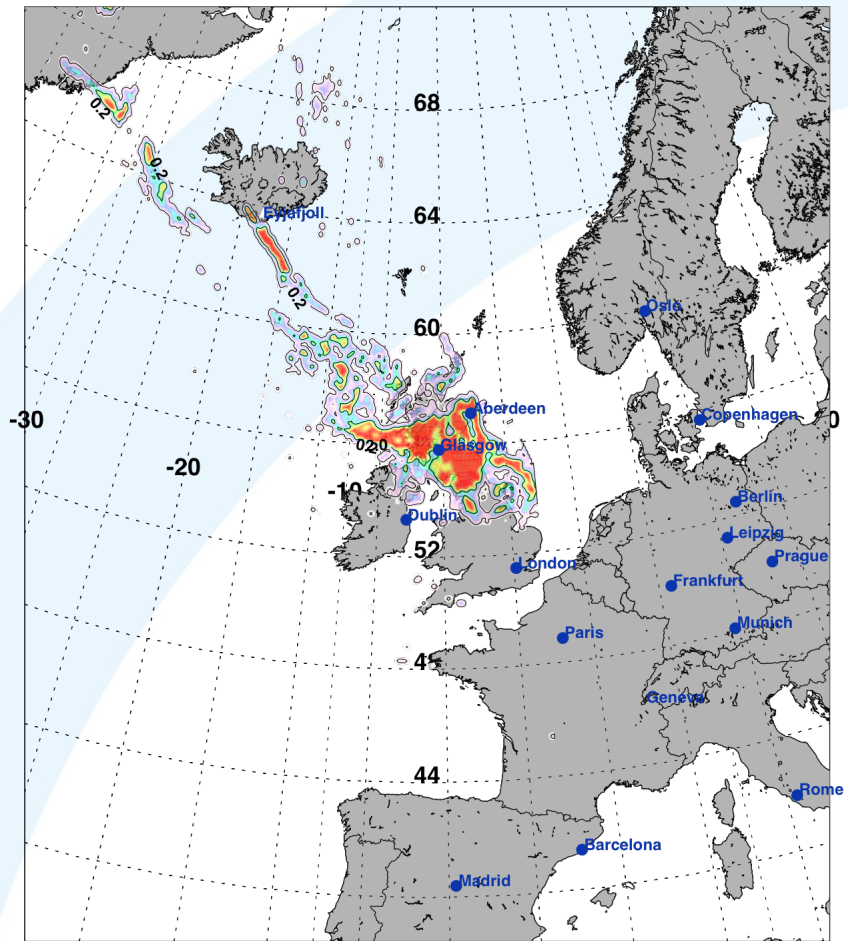 0.2
68
0.2
64
Eyjafjoll
0.2
60
Oslo
-30
Aberdeen
Copenhagen
0
Glasgow
-20
-10
Berlin
Dublin
Leipzig
52
Prague
London
Frankfurt
Munich
Paris
Geneva
44
Rome
Barcelona
Madrid